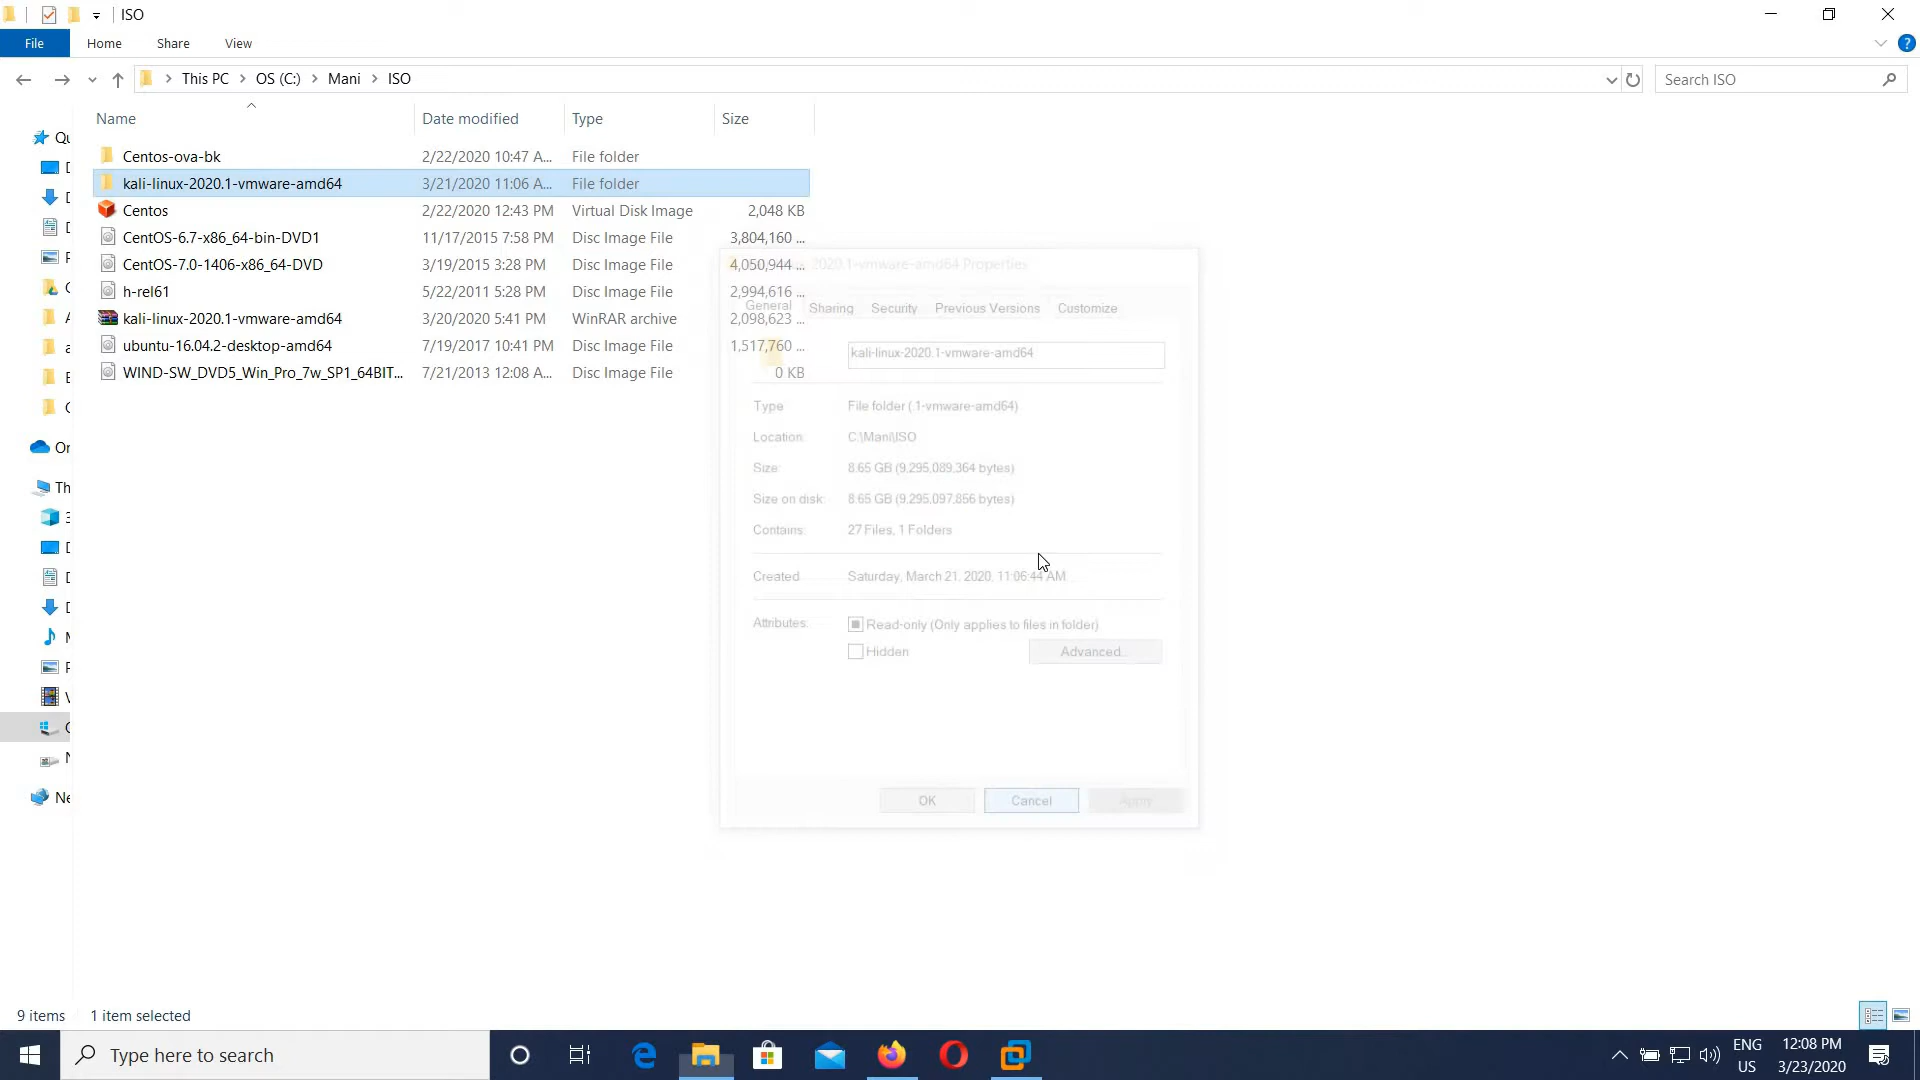 ISO
File Home Share View
This PC OS (C:) Mani ISO
Search ISO
Name Date modified Type Size
Centos-ova-bk 2/22/2020 10:47 A... File folder
kali-linux-2020.1-vmware-amd64 3/21/2020 11:06 A... File folder
Centos 2/22/2020 12:43 PM Virtual Disk Image 2,048 KB
CentOS-6.7-x86_64-bin-DVD1 11/17/2015 7:58 PM Disc Image File 3,804,160 ...
CentOS-7.0-1406-x86_64-DVD 3/19/2015 3:28 PM Disc Image File 4,050,944 ...
h-rel61 5/22/2011 5:28 PM Disc Image File 2,994,616 ...
kali-linux-2020.1-vmware-amd64 3/20/2020 5:41 PM WinRAR archive 2,098,623 ...
ubuntu-16.04.2-desktop-amd64 7/19/2017 10:41 PM Disc Image File 1,517,760 ...
WIND-SW_DVD5_Win_Pro_7w_SP1_64BIT... 7/21/2013 12:08 A... Disc Image File 0 KB
2020.1-vmware-amd64 Properties
General Sharing Security Previous Versions Customize
kali-linux-2020.1-vmware-amd64
Type File folder (.1-vmware-amd64)
Location: C:\Mani\ISO
Size: 8.65 GB (9,295,089,364 bytes)
Size on disk: 8.65 GB (9,295,097,856 bytes)
Contains: 27 Files, 1 Folders
Created Saturday, March 21, 2020, 11:06:44 AM
Attributes: Read-only (Only applies to files in folder)
Hidden Advanced...
OK Cancel Apply
Qu
On
Th
Ne
9 items 1 item selected
Type here to search
ENG
US
12:08 PM
3/23/2020